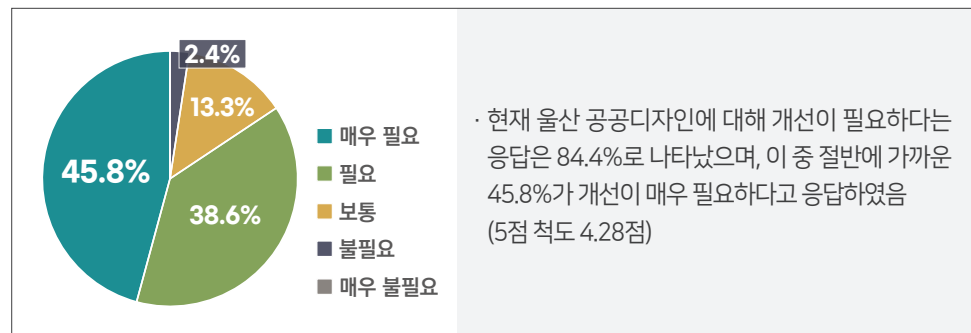 2.4%
13.3%
45.8%
38.6%
매우 필요
필요
보통
불필요
매우 불필요
· 현재 울산 공공디자인에 대해 개선이 필요하다는
응답은 84.4%로 나타났으며, 이 중 절반에 가까운
45.8%가 개선이 매우 필요하다고 응답하였음
(5점 척도 4.28점)